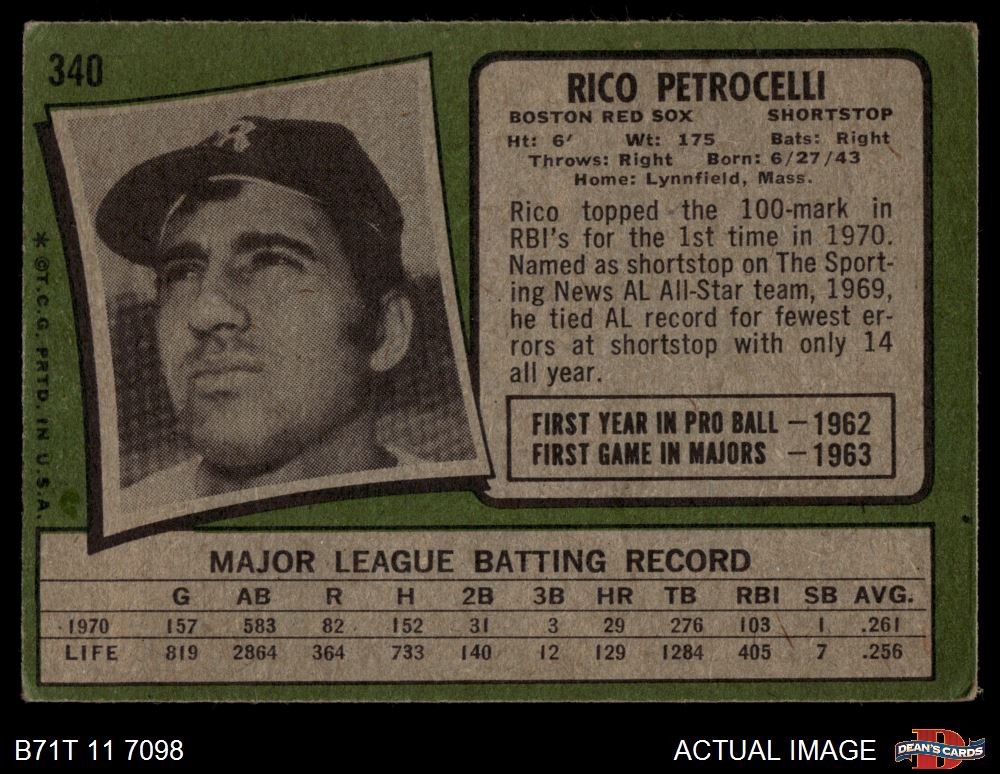 340
RICO PETROCELLI
BOSTON RED SOX SHORTSTOP
Ht: 6' Wt: 175 Bats: Right
Throws: Right Born: 6/27/43
Home: Lynnfield, Mass.
Rico topped the 100-mark in
RBI's for the 1st time in 1970.
Named as shortstop on The Sport-
ing News AL All-Star team, 1969,
he tied AL record for fewest er-
rors at shortstop with only 14
all year.
FIRST YEAR IN PRO BALL — 1962
FIRST GAME IN MAJORS — 1963
* © T. C. G. PRTD. IN U.S.A.
MAJOR LEAGUE BATTING RECORD
G AB R H 2B 3B HR TB RBI SB AVG.
1970 157 583 82 152 31 3 29 276 103 1 .261
LIFE 819 2864 364 733 140 12 129 1284 405 7 .256
B71T 11 7098
ACTUAL IMAGE
DEAN'S CARDS